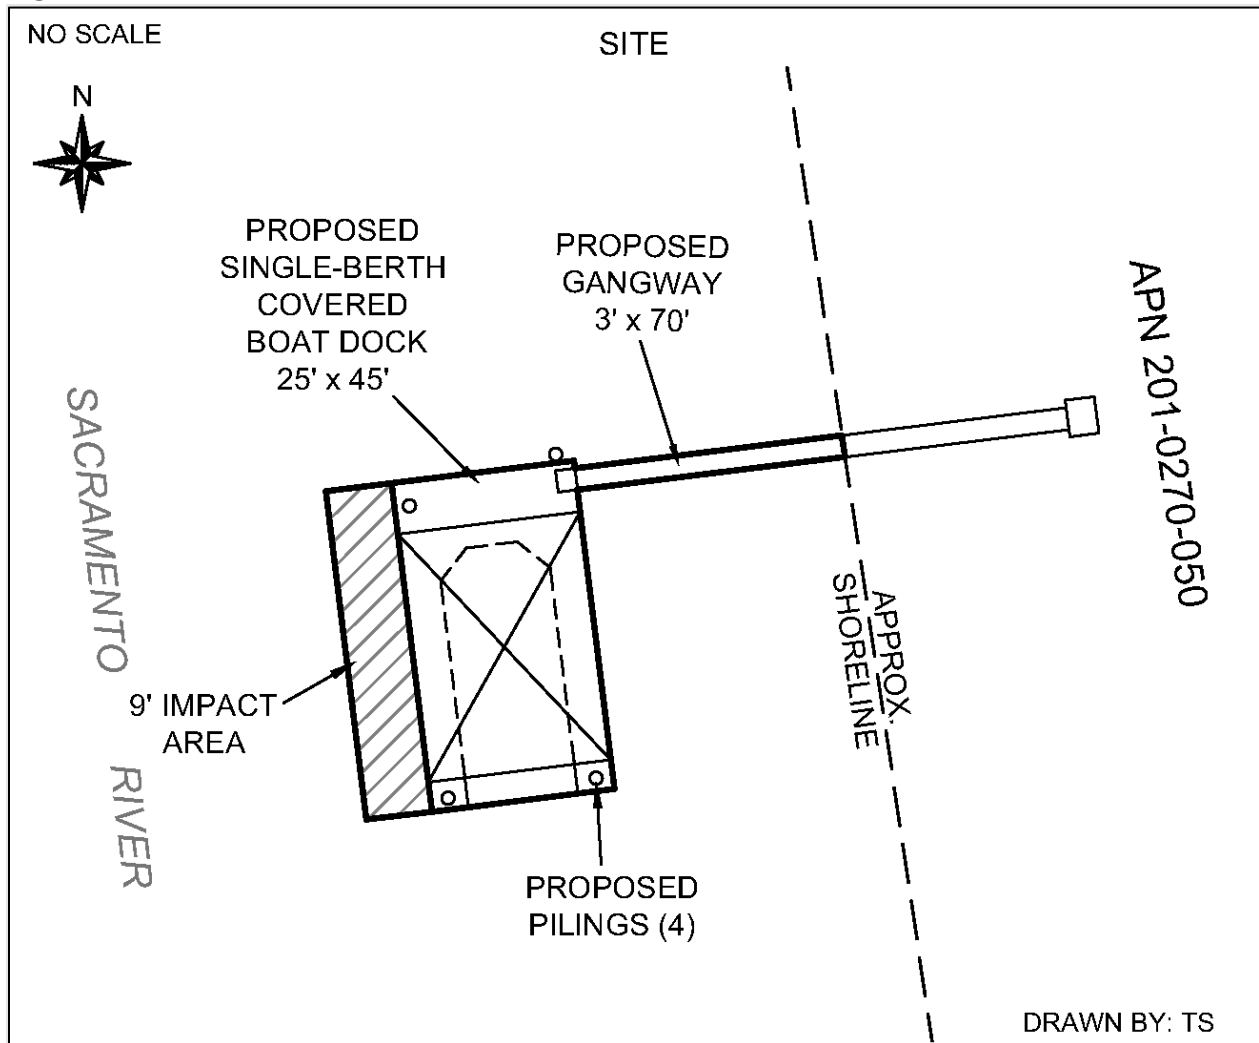 NO SCALE
SITE
N
PROPOSED
SINGLE-BERTH
COVERED
BOAT DOCK
25' x 45'
PROPOSED
GANGWAY
3' x 70'
APN 201-0270-050
SACRAMENTO
RIVER
APPROX
SHORELINE
9' IMPACT
AREA
PROPOSED
PILINGS (4)
DRAWN BY: TS